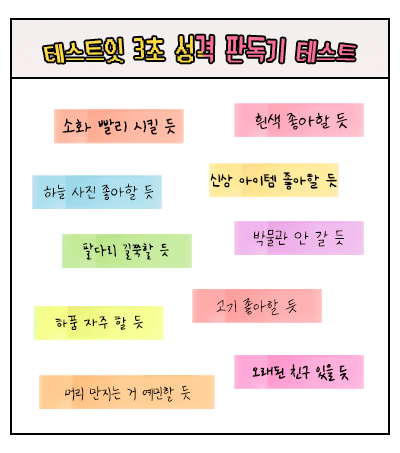 테스트잇 3초 성격 판독기 테스트
소화 빨리 시킬 듯
흰색 좋아할 듯
하늘 사진 좋아할 듯
신상 아이템 좋아할 듯
팔다리 길쭉할 듯
박물관 안 갈 듯
고기 좋아할 듯
하품 자주 할 듯
오래된 친구 있을 듯
머리 만지는 거 예민할 듯